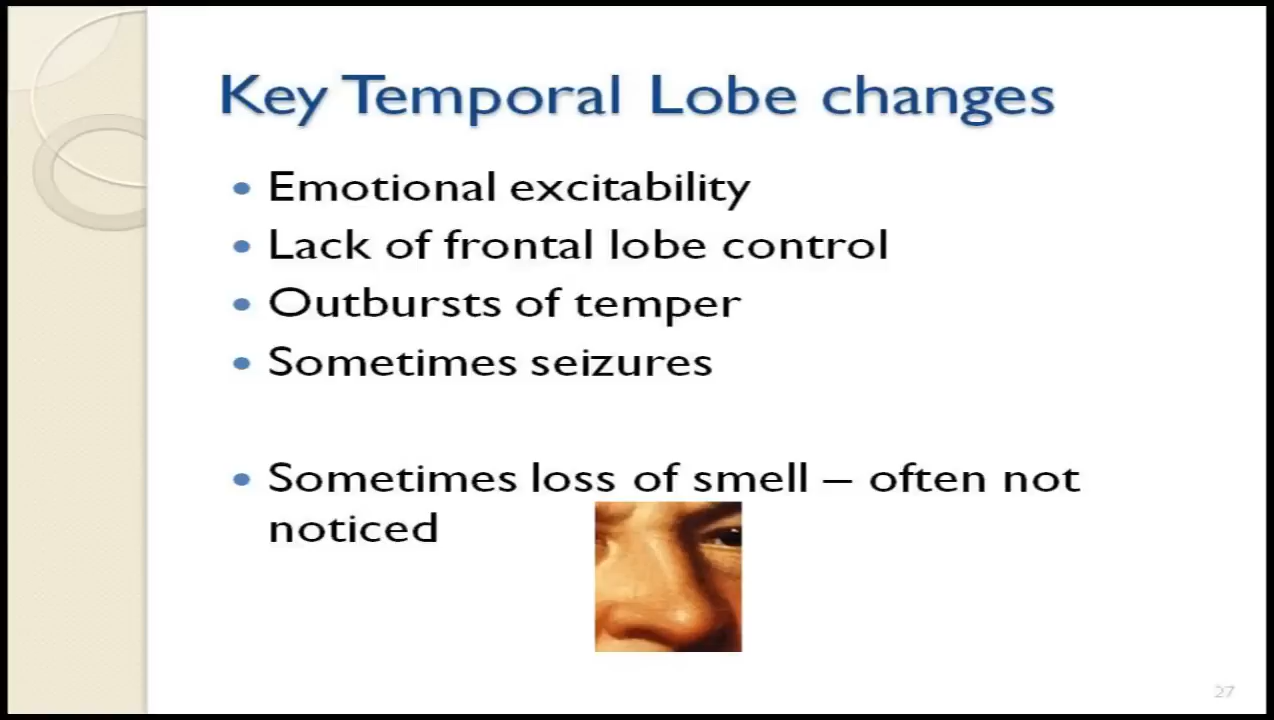 Key Temporal Lobe changes
Emotional excitability
Lack of frontal lobe control
Outbursts of temper
Sometimes seizures
Sometimes loss of smell – often not
noticed
27